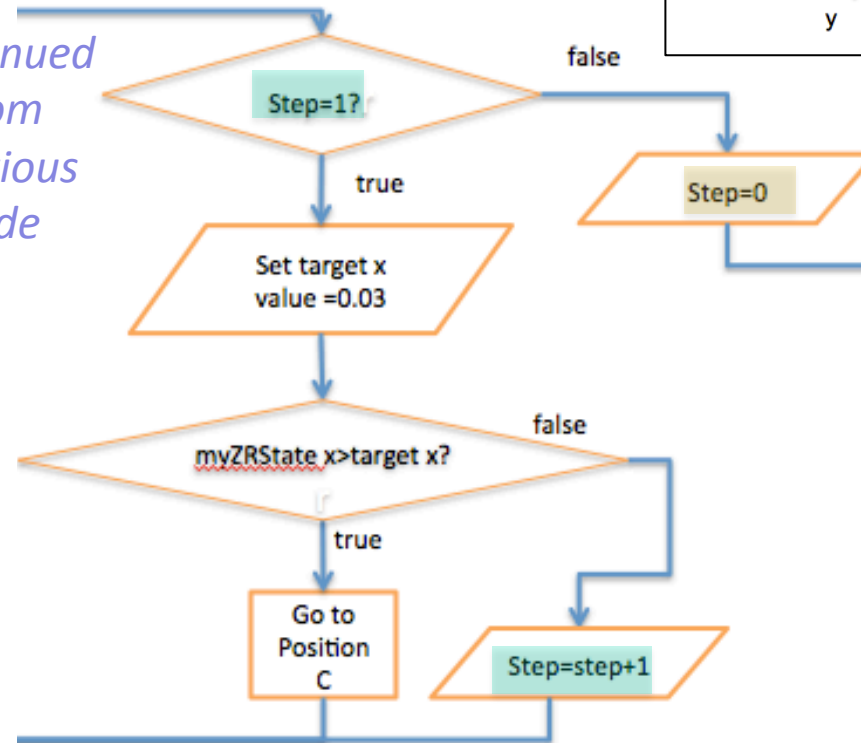 y
nued
om
ious
de
Step=1?
false
true
Step=0
Set target x
value =0.03
myZRState x>target x?
false
true
Go to
Position
C
Step=step+1